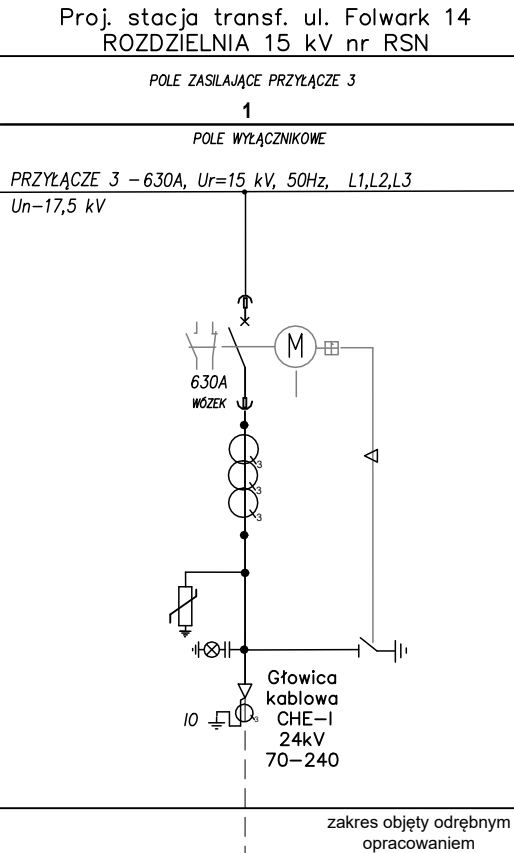 Proj. stacja transf. ul. Folwark 14
ROZDZIELNIA 15 kV nr RSN
POLE ZASILAJĄCE PRZYŁĄCZE 3
1
POLE WYŁĄCZNIKOWE
PRZYŁĄCZE 3 -630A, Ur=15 kV, 50Hz, L1,L2,L3
Un-17,5 kV
M
630A
WÓZEK
3
3
3
Głowica
kablowa
CHE-I
24kV
70-240
IO
3
zakres objęty odrębnym
opracowaniem